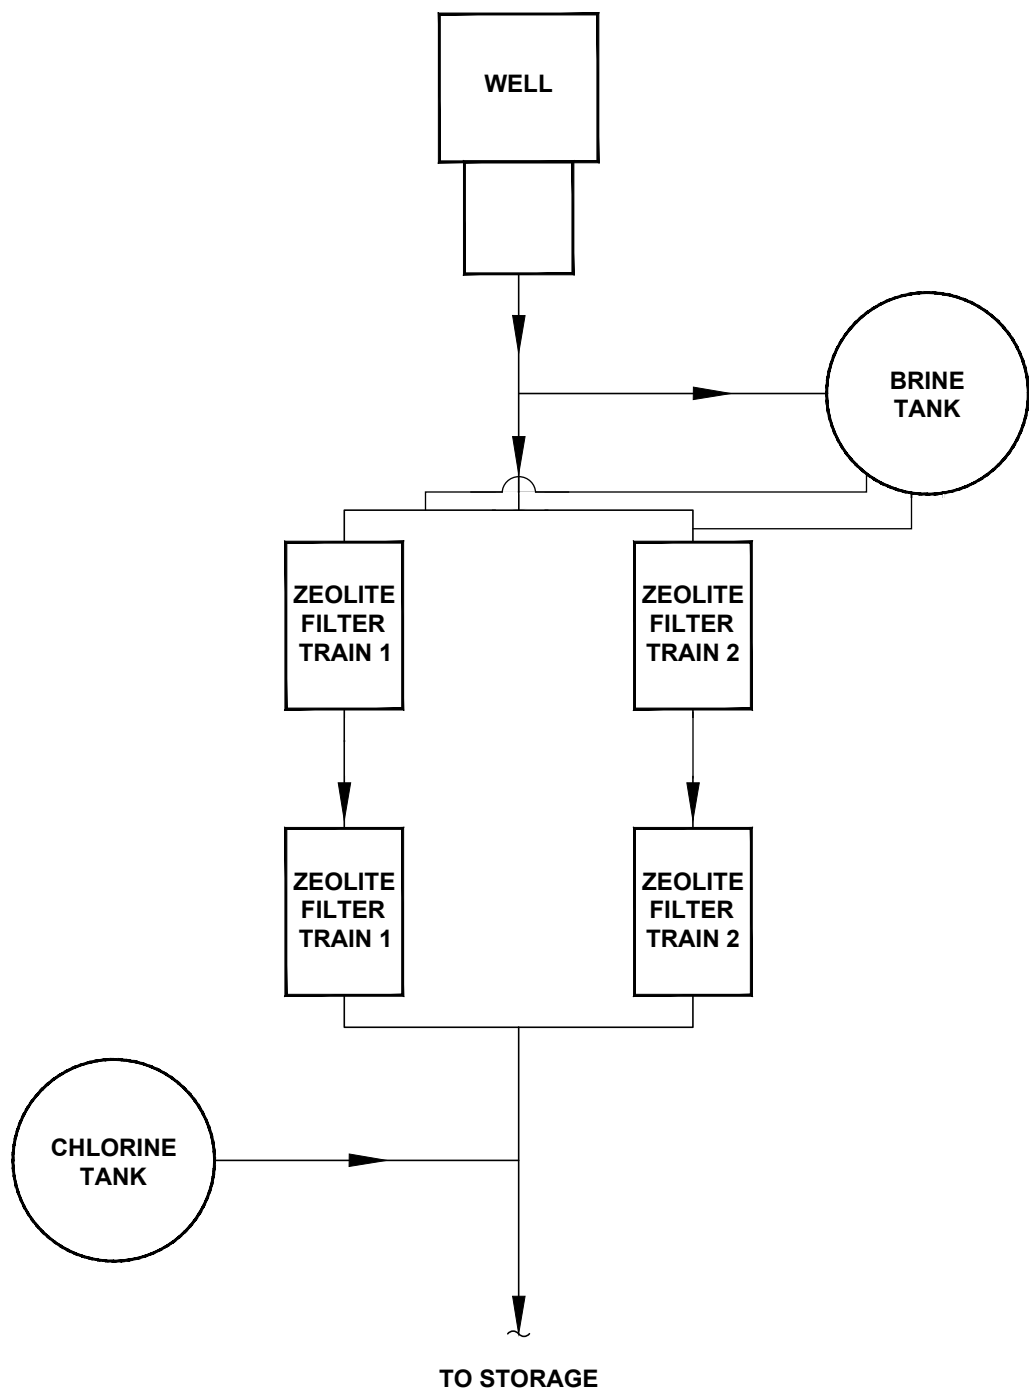 WELL
BRINE
TANK
ZEOLITE
FILTER
TRAIN 1
ZEOLITE
FILTER
TRAIN 2
ZEOLITE
FILTER
TRAIN 1
ZEOLITE
FILTER
TRAIN 2
CHLORINE
TANK
TO STORAGE